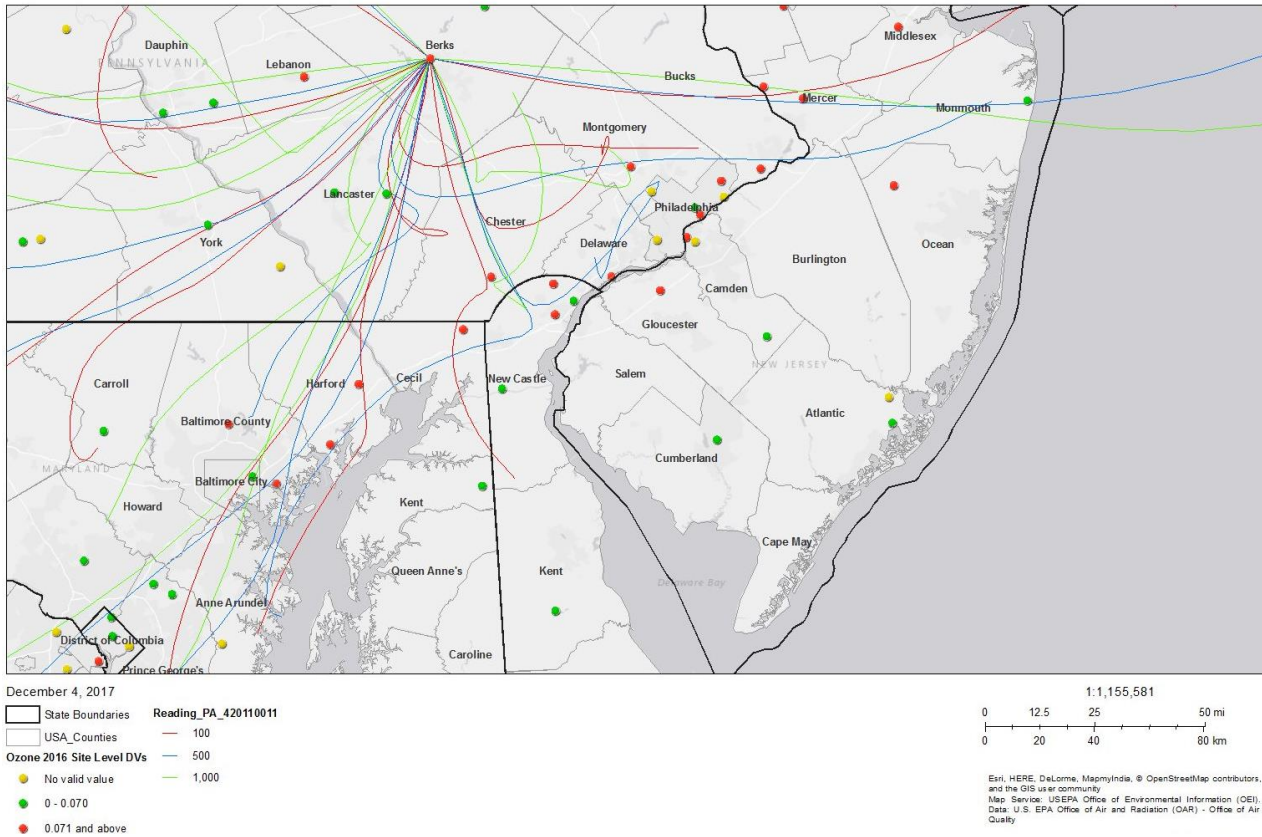 Dauphin
PENNSYLVANIA
Lebanon
Berks
Bucks
Middlesex
Mercer
Monmouth
Montgomery
Lancaster
York
Chester
Philadelphia
Delaware
Ocean
Burlington
Camden
Gloucester
NEW JERSEY
Salem
Carroll
Harford
Cecil
New Castle
Atlantic
Baltimore County
Cumberland
MARYLAND
Baltimore City
Howard
Kent
Cape May
Queen Anne's
Kent
Delaware Bay
Anne Arundel
District of Columbia
Caroline
Prince George's
December 4, 2017
State Boundaries
USA_Counties
Ozone 2016 Site Level DVs
No valid value
0 - 0.070
0.071 and above
Reading_PA_420110011
100
500
1,000
1:1,155,581
0 12.5 25 50 mi
0 20 40 80 km
Esri, HERE, DeLorme, MapmyIndia, © OpenStreetMap contributors,
and the GIS user community
Map Service: USEPA Office of Environmental Information (OEI).
Data: U.S. EPA Office of Air and Radiation (OAR) - Office of Air
Quality